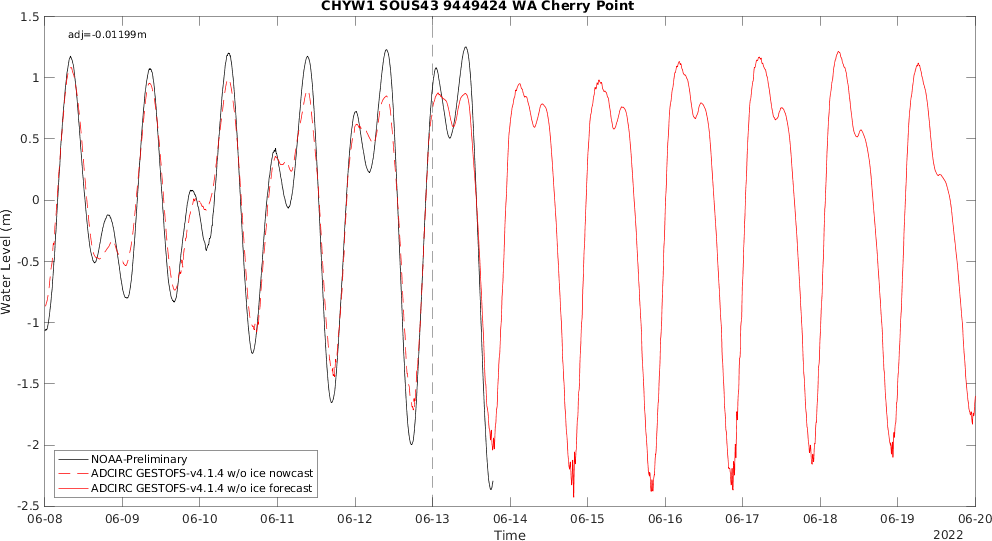 CHYW1 SOUS43 9449424 WA Cherry Point
adj=-0.01199m
1.5
1
0.5
0
-0.5
-1
-1.5
-2
-2.5
Water Level (m)
NOAA-Preliminary
ADCIRC GESTOFS-v4.1.4 w/o ice nowcast
ADCIRC GESTOFS-v4.1.4 w/o ice forecast
06-08 06-09 06-10 06-11 06-12 06-13 06-14 06-15 06-16 06-17 06-18 06-19 06-20
Time
2022